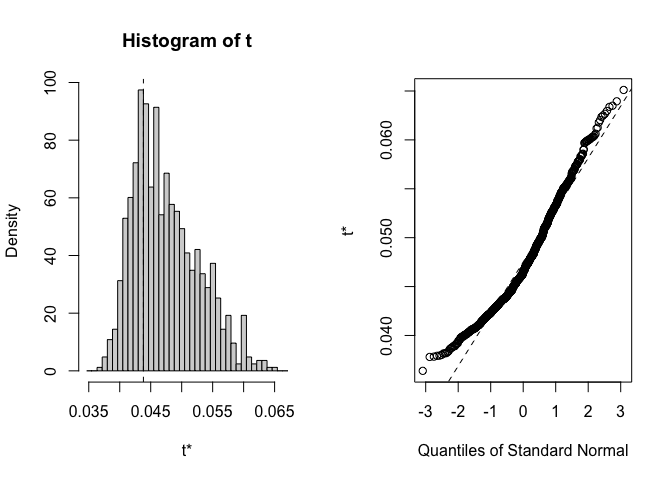 Histogram of t
Density
0 20 40 60 80 100
0.035 0.045 0.055 0.065
t*
t*
0.040 0.050 0.060
-3 -2 -1 0 1 2 3
Quantiles of Standard Normal